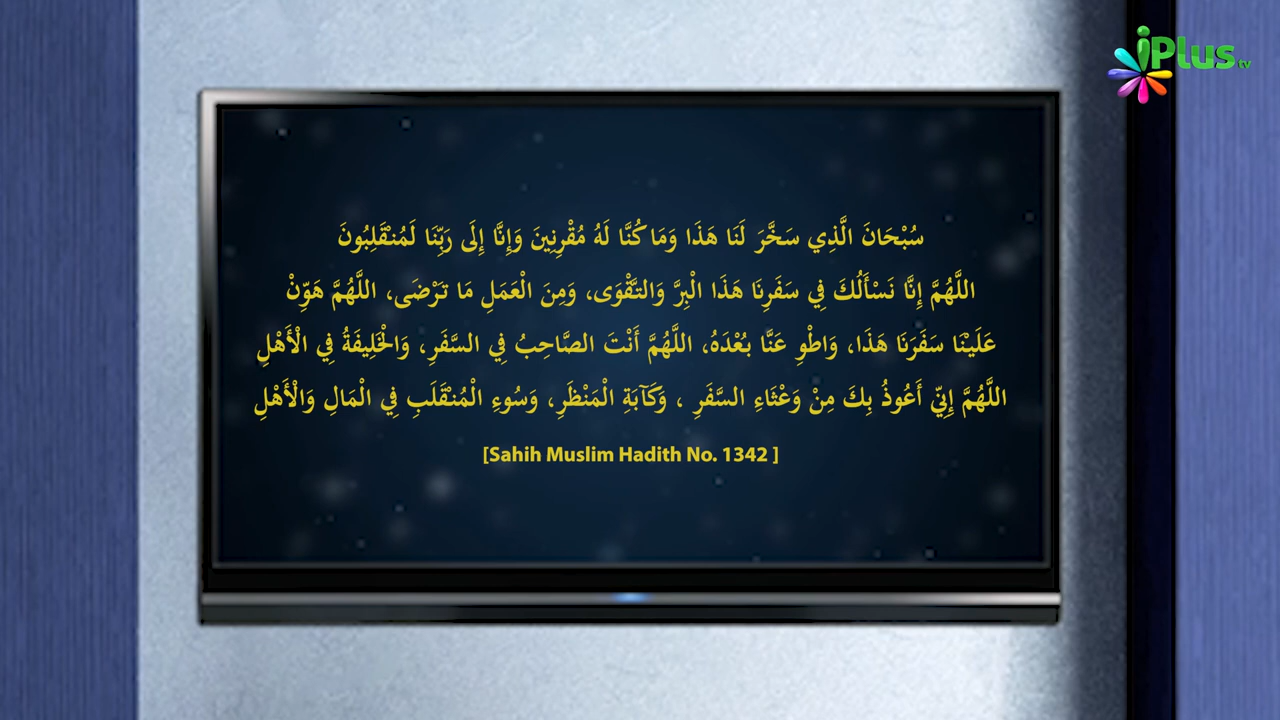 iPlus tv
سُبْحَانَ الَّذِي سَخَّرَ لَنَا هَذَا وَمَا كُنَّا لَهُ مُقْرِنِينَ وَإِنَّا إِلَى رَبِّنَا لَمُنْقَلِبُونَ
اللَّهُمَّ إِنَّا نَسْأَلُكَ فِي سَفَرِنَا هَذَا الْبِرَّ وَالتَّقْوَى، وَمِنَ الْعَمَلِ مَا تَرْضَى، اللَّهُمَّ هَوِّنْ
عَلَيْنَا سَفَرَنَا هَذَا، وَاطْوِ عَنَّا بُعْدَهُ، اللَّهُمَّ أَنْتَ الصَّاحِبُ فِي السَّفَرِ، وَالْخَلِيفَةُ فِي الْأَهْلِ
اللَّهُمَّ إِنِّي أَعُوذُ بِكَ مِنْ وَعْثَاءِ السَّفَرِ ، وَكَآبَةِ الْمَنْظَرِ، وَسُوءِ الْمُنْقَلَبِ فِي الْمَالِ وَالْأَهْلِ
[Sahih Muslim Hadith No. 1342 ]